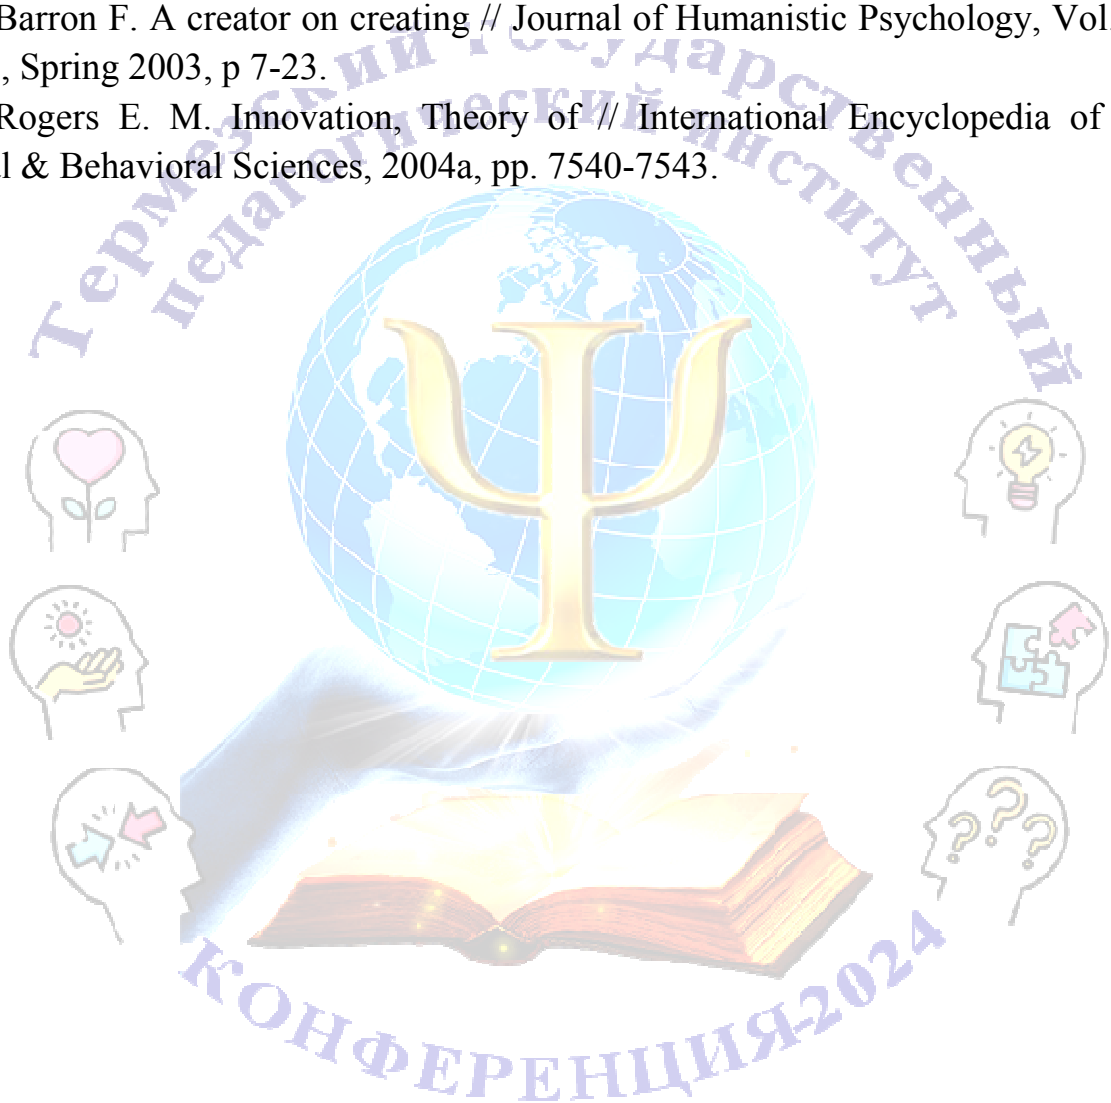 Barron F. A creator on creating // Journal of Humanistic Psychology, Vol.
, Spring 2003, p 7-23.
Rogers E. M. Innovation, Theory of // International Encyclopedia of
l & Behavioral Sciences, 2004a, pp. 7540-7543.
Термезский Государственный
педагогический институт
КОНФЕРЕНЦИЯ-2024